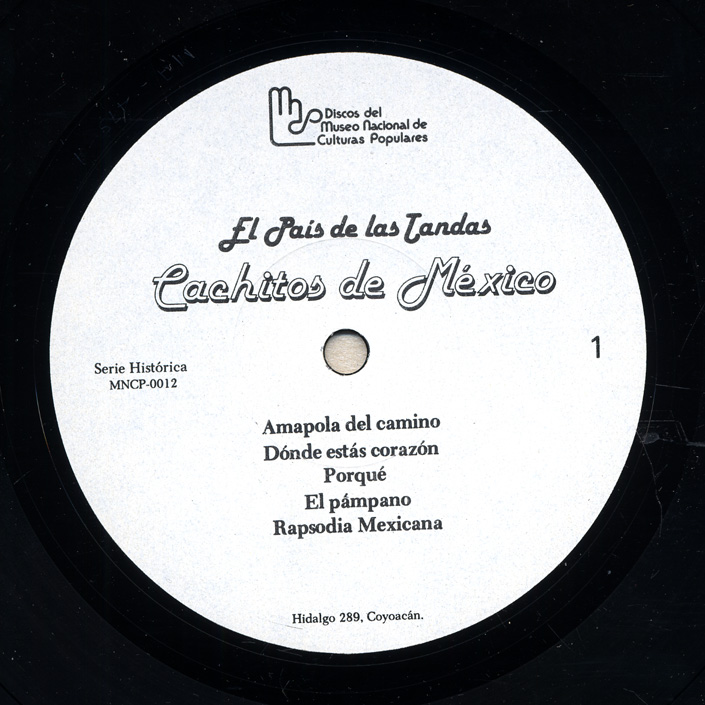 Discos del
Museo Nacional de
Culturas Populares
El País de las Tandas
Cachitos de México
1
Serie Histórica
MNCP-0012
Amapola del camino
Dónde estás corazón
Porqué
El pámpano
Rapsodia Mexicana
Hidalgo 289, Coyoacán.